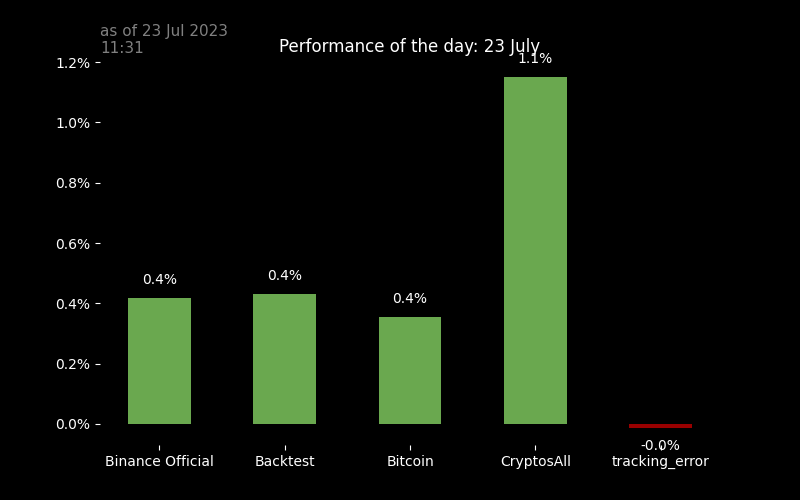 as of 23 Jul 2023
11:31
Performance of the day: 23 July
1.2%
1.0%
0.8%
0.6%
0.4%
0.2%
0.0%
0.4%
0.4%
0.4%
1.1%
-0.0%
Binance Official
Backtest
Bitcoin
CryptosAll
tracking_error